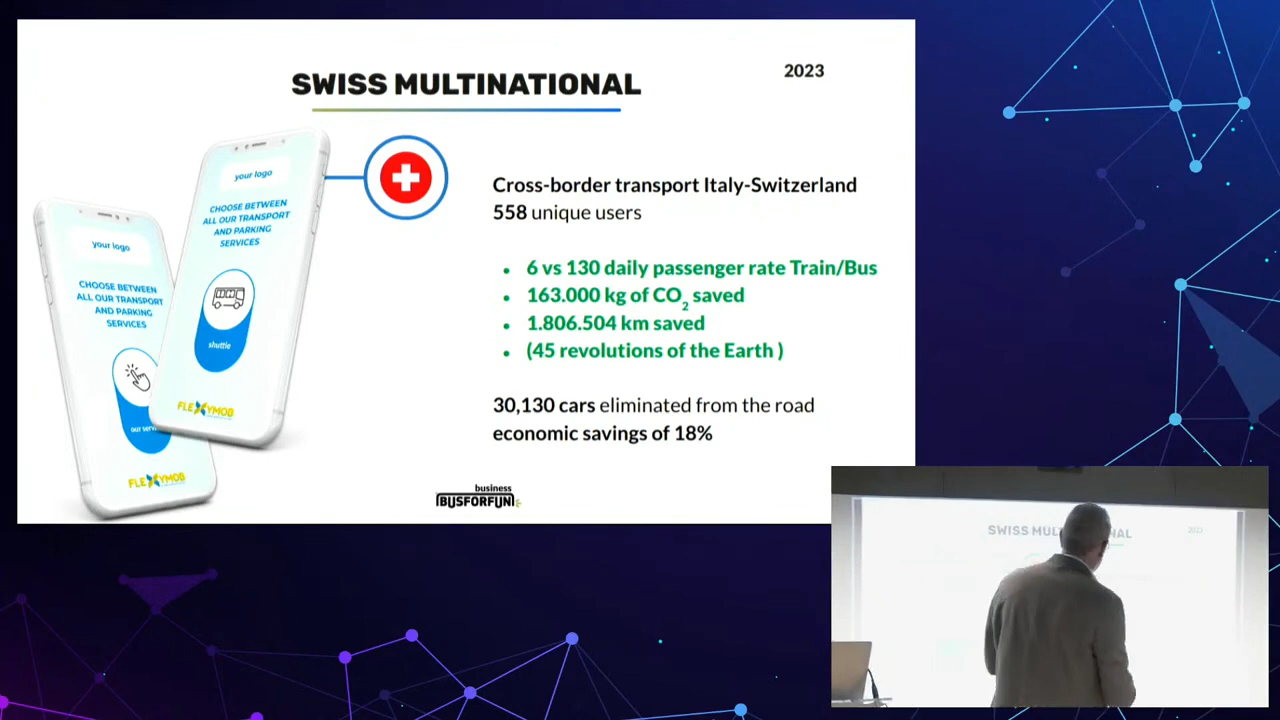 SWISS MULTINATIONAL
2023
your logo
CHOOSE BETWEEN
ALL OUR TRANSPORT
AND PARKING
SERVICES
shuttle
FLEXYMOB
your logo
CHOOSE BETWEEN
ALL OUR TRANSPORT
AND PARKING
SERVICES
our
FLEXYMOB
Cross-border transport Italy-Switzerland
558 unique users
• 6 vs 130 daily passenger rate Train/Bus
• 163.000 kg of CO₂ saved
• 1.806.504 km saved
• (45 revolutions of the Earth )
30,130 cars eliminated from the road
economic savings of 18%
business
BUSFORFUN
SWISS MUL NAL
2023